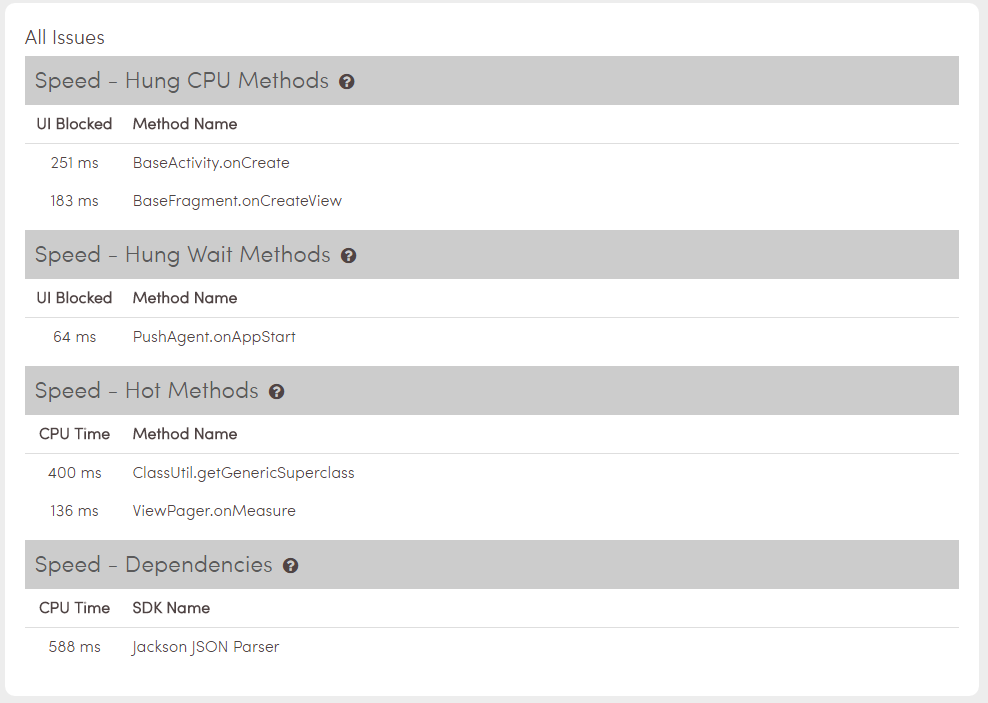 All Issues
Speed – Hung CPU Methods ?
UI Blocked Method Name
251 ms BaseActivity.onCreate
183 ms BaseFragment.onCreateView
Speed – Hung Wait Methods ?
UI Blocked Method Name
64 ms PushAgent.onAppStart
Speed – Hot Methods ?
CPU Time Method Name
400 ms ClassUtil.getGenericSuperclass
136 ms ViewPager.onMeasure
Speed – Dependencies ?
CPU Time SDK Name
588 ms Jackson JSON Parser